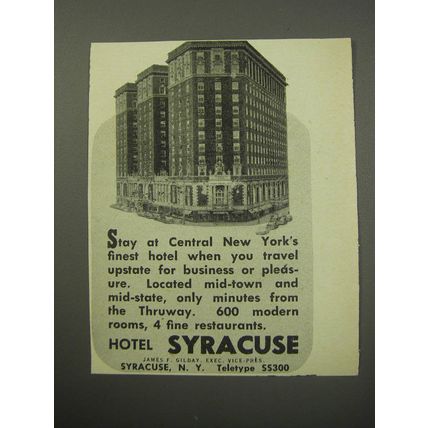 Stay at Central New York's
finest hotel when you travel
upstate for business or pleas-
ure. Located mid-town and
mid-state, only minutes from
the Thruway. 600 modern
rooms, 4 fine restaurants.
HOTEL SYRACUSE
JAMES F. GILDAY, EXEC. VICE-PRES.
SYRACUSE, N. Y. Teletype SS300